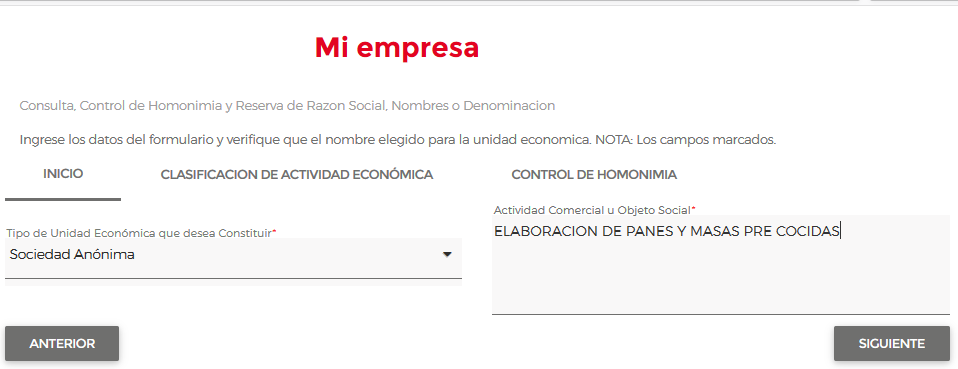 Mi empresa
Consulta, Control de Homonimia y Reserva de Razon Social, Nombres o Denominacion
Ingrese los datos del formulario y verifique que el nombre elegido para la unidad economica. NOTA: Los campos marcados.
INICIO
CLASIFICACION DE ACTIVIDAD ECONÓMICA
CONTROL DE HOMONIMIA
Tipo de Unidad Económica que desea Constituir*
Sociedad Anónima
Actividad Comercial u Objeto Social*
ELABORACION DE PANES Y MASAS PRE COCIDAS
ANTERIOR
SIGUIENTE